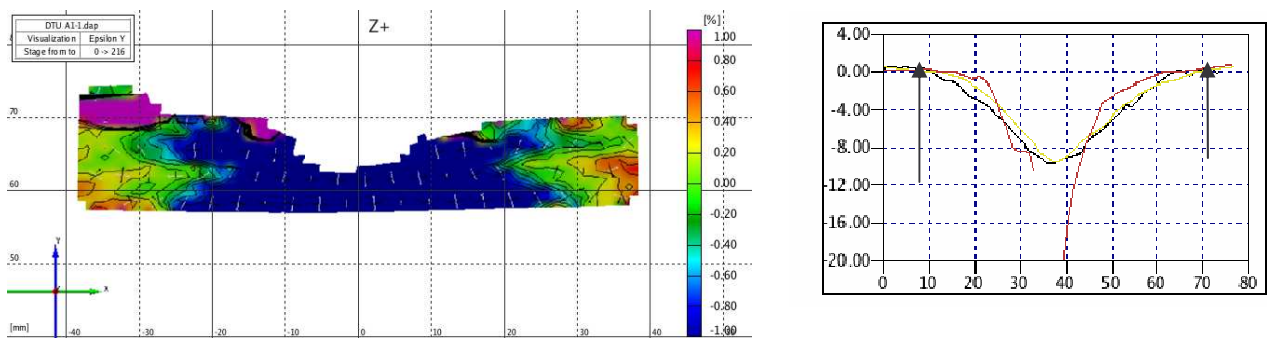 DTU A1-1.dap
Visualization Epsilon Y
Stage from to 0 -> 216
Z+
[%]
1.00
0.80
0.60
0.40
0.20
0.00
-0.20
-0.40
-0.60
-0.80
-1.00
70
60
50
Y
X
[mm]
-40 -30 -20 -10 0 10 20 30 40
4.00
0.00
-4.00
-8.00
-12.00
-16.00
-20.00
0 10 20 30 40 50 60 70 80